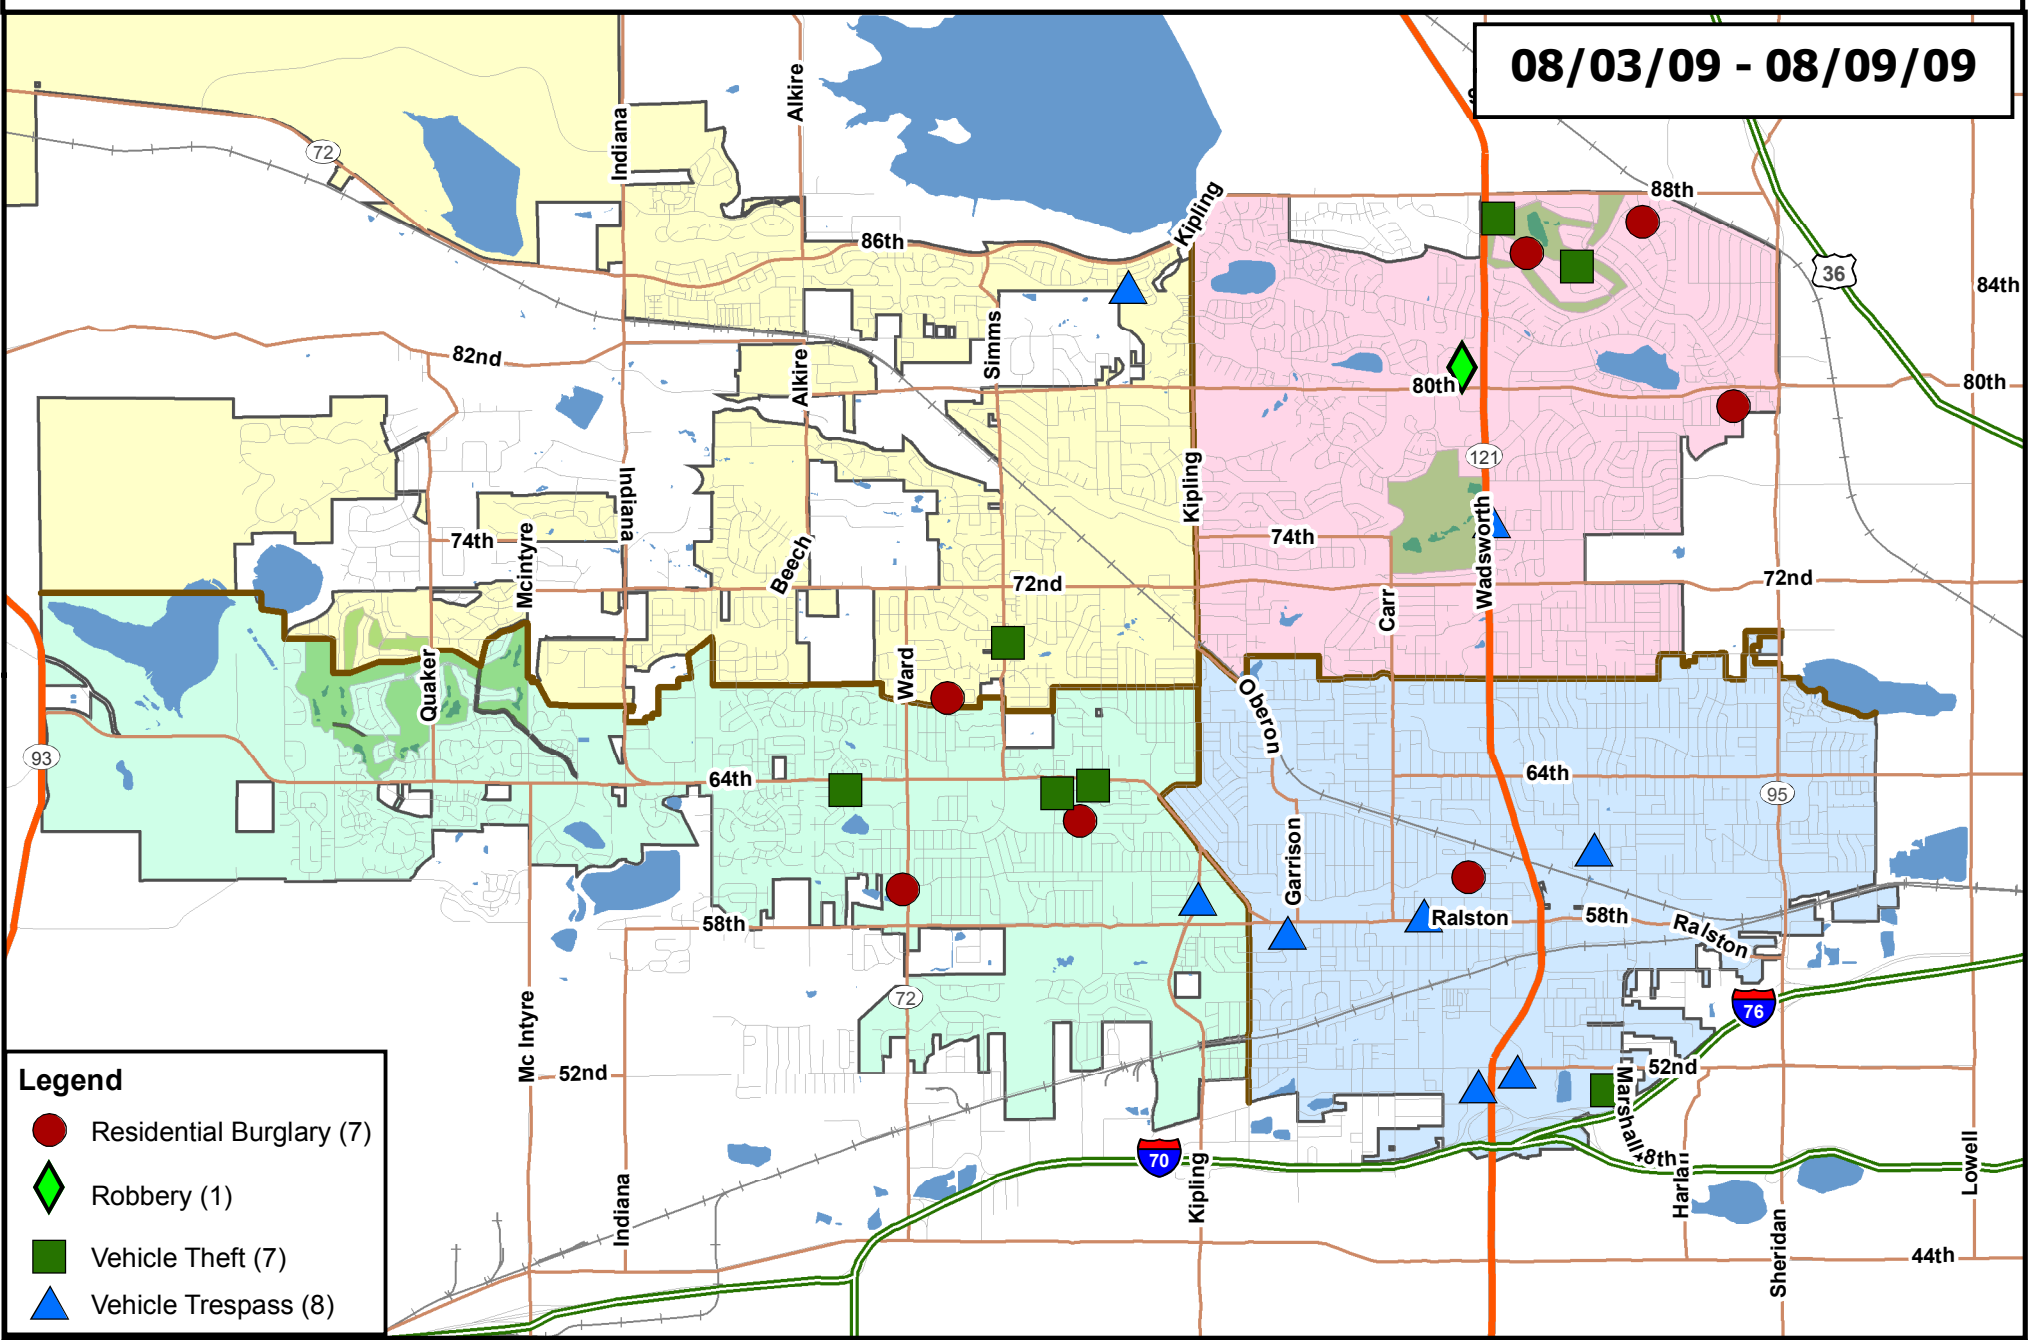 08/03/09 - 08/09/09
Alkire
Indiana
72
88th
Kipling
86th
36
84th
Simms
82nd
Alkire
80th
80th
121
Kipling
Indiana
Wadsworth
74th
Mcintyre
74th
Beech
72nd
72nd
Carr
Quaker
Ward
Oberon
93
64th
64th
95
Garrison
58th
Ralston
58th
Ralston
72
76
Mc Intyre
52nd
52nd
Marshall
70
8th
Kipling
Harlan
Lowell
Indiana
Sheridan
44th
Legend
Residential Burglary (7)
Robbery (1)
Vehicle Theft (7)
Vehicle Trespass (8)